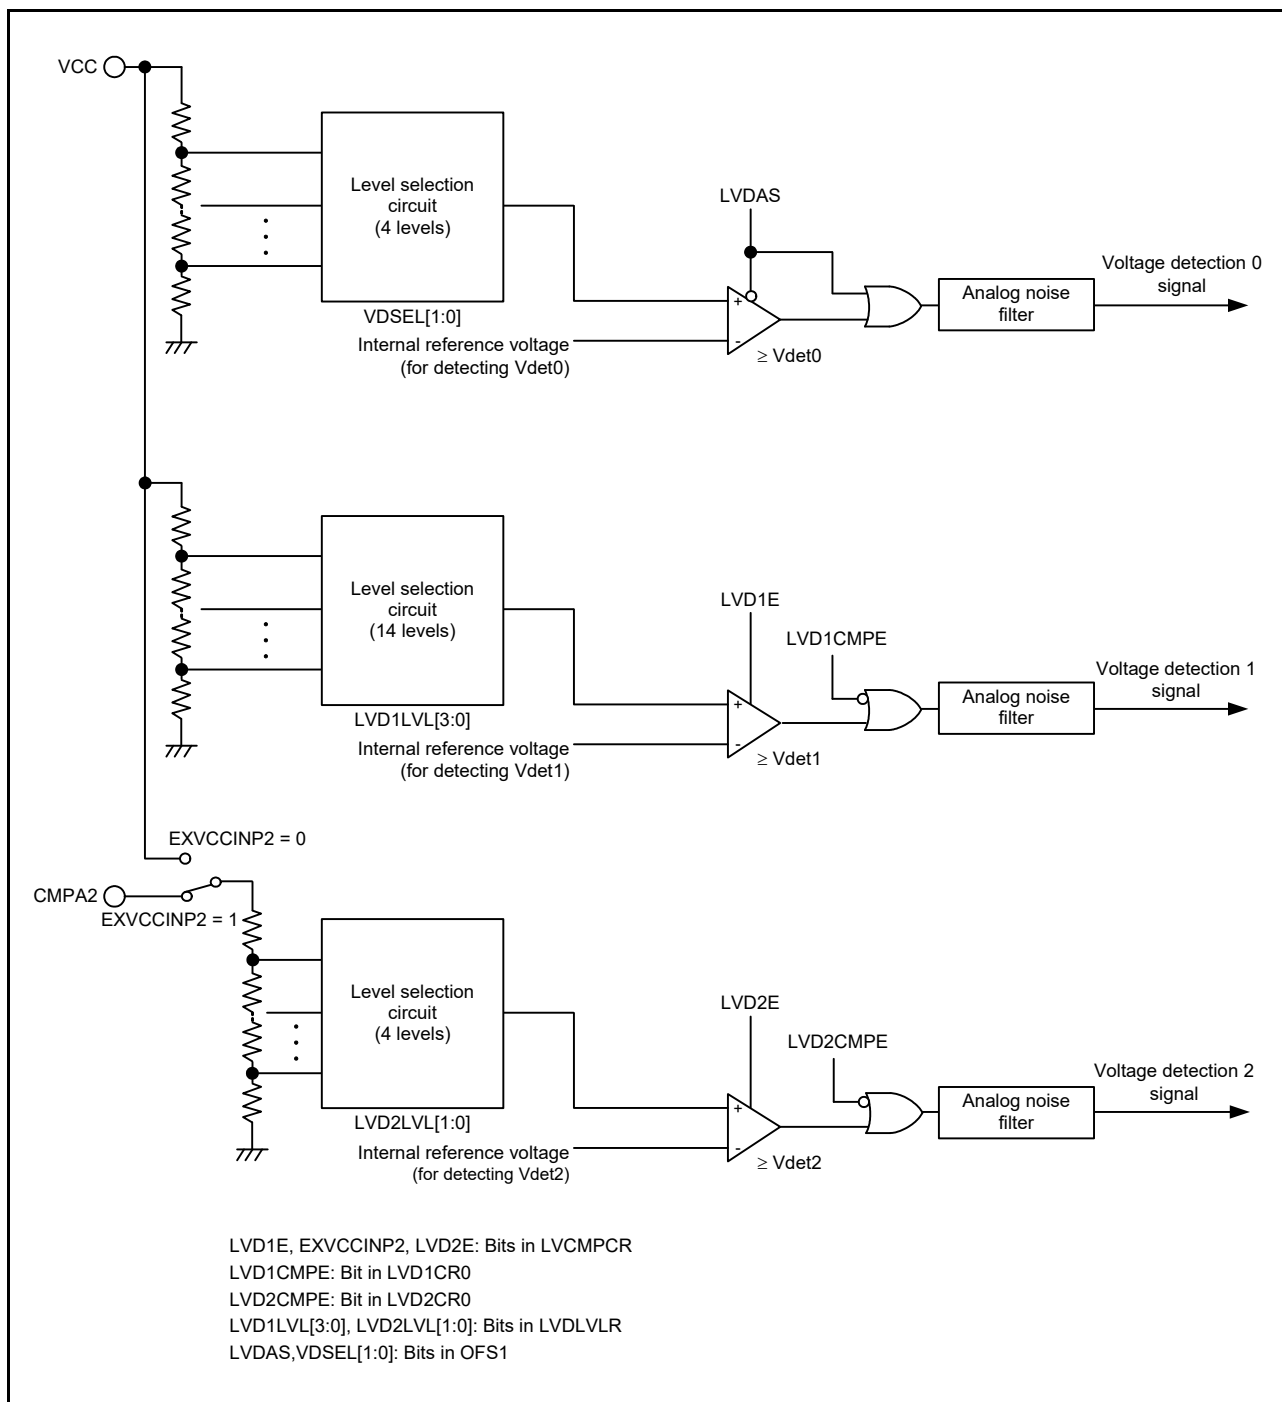 VCC
Level selection
circuit
(4 levels)
VDSEL[1:0]
Internal reference voltage
(for detecting Vdet0)
LVDAS
+
-
≥ Vdet0
Analog noise
filter
Voltage detection 0
signal
Level selection
circuit
(14 levels)
LVD1LVL[3:0]
Internal reference voltage
(for detecting Vdet1)
LVD1E
LVD1CMPE
+
-
≥ Vdet1
Analog noise
filter
Voltage detection 1
signal
EXVCCINP2 = 0
CMPA2
EXVCCINP2 = 1
Level selection
circuit
(4 levels)
LVD2LVL[1:0]
Internal reference voltage
(for detecting Vdet2)
LVD2E
LVD2CMPE
+
-
≥ Vdet2
Analog noise
filter
Voltage detection 2
signal
LVD1E, EXVCCINP2, LVD2E: Bits in LVCMPCR
LVD1CMPE: Bit in LVD1CR0
LVD2CMPE: Bit in LVD2CR0
LVD1LVL[3:0], LVD2LVL[1:0]: Bits in LVDLVLR
LVDAS,VDSEL[1:0]: Bits in OFS1